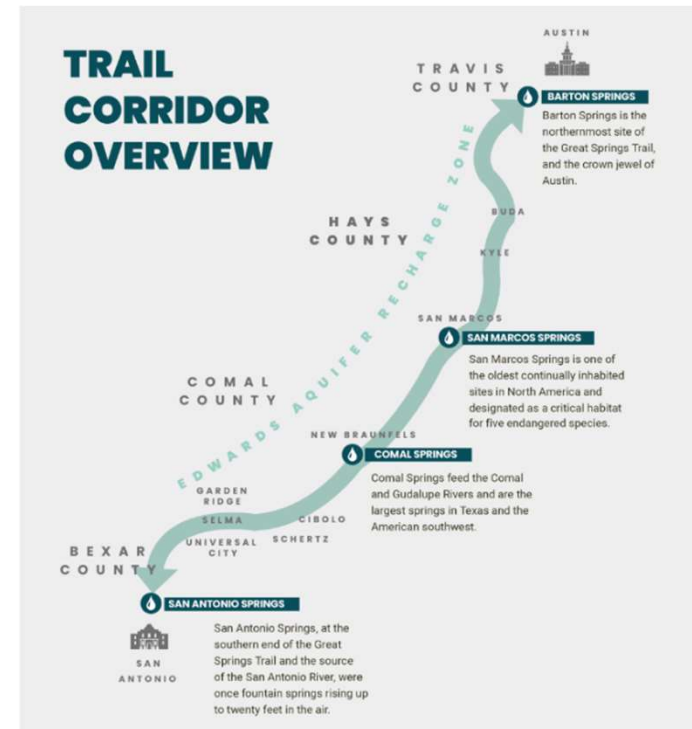 TRAIL
CORRIDOR
OVERVIEW
AUSTIN
TRAVIS
COUNTY
BARTON SPRINGS
Barton Springs is the
northernmost site of
the Great Springs Trail,
and the crown jewel of
Austin.
EDWARDS AQUIFER RECHARGE ZONE
BUDA
HAYS
COUNTY
KYLE
SAN MARCOS
SAN MARCOS SPRINGS
San Marcos Springs is one of
the oldest continually inhabited
sites in North America and
designated as a critical habitat
for five endangered species.
COMAL
COUNTY
NEW BRAUNFELS
COMAL SPRINGS
Comal Springs feed the Comal
and Gudalupe Rivers and are the
largest springs in Texas and the
American southwest.
GARDEN
RIDGE
SELMA
CIBOLO
UNIVERSAL
CITY
SCHERTZ
BEXAR
COUNTY
SAN ANTONIO SPRINGS
San Antonio Springs, at the
southern end of the Great
Springs Trail and the source
of the San Antonio River, were
once fountain springs rising up
to twenty feet in the air.
SAN
ANTONIO